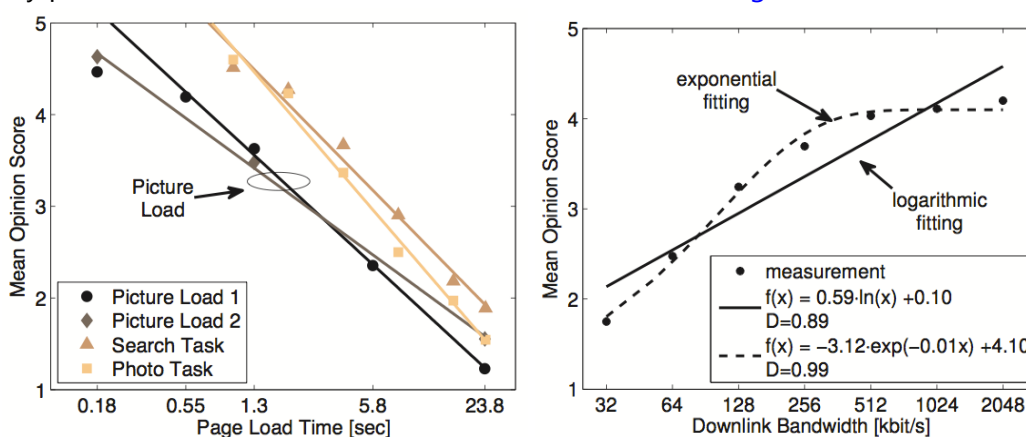 5
4
3
2
1
Mean Opinion Score
Picture
Load
Picture Load 1
Picture Load 2
Search Task
Photo Task
0.18
0.55
1.3
5.8
23.8
Page Load Time [sec]
5
4
3
2
1
Mean Opinion Score
exponential
fitting
logarithmic
fitting
measurement
f(x) = 0.59·ln(x) +0.10
D=0.89
f(x) = −3.12·exp(−0.01x) +4.10
D=0.99
32
64
128
256
512
1024
2048
Downlink Bandwidth [kbit/s]